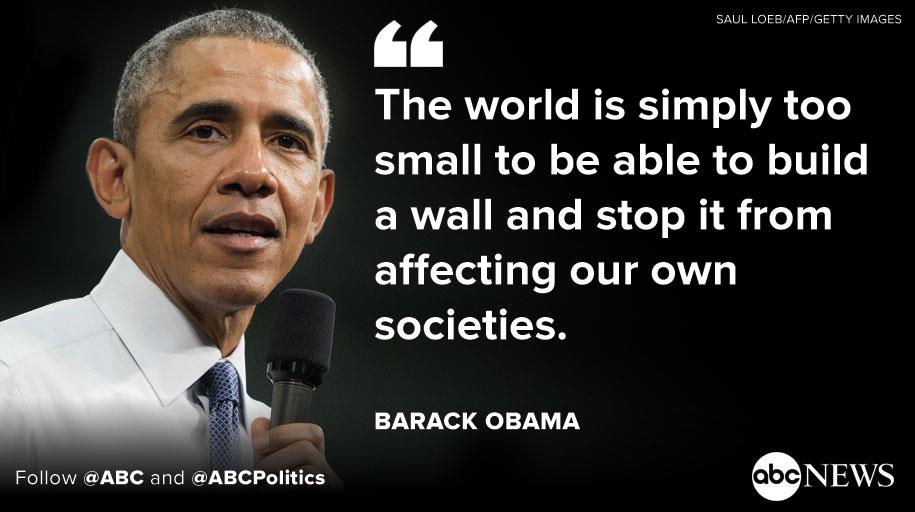 SAUL LOEB/AFP/GETTY IMAGES
“
The world is simply too
small to be able to build
a wall and stop it from
affecting our own
societies.
BARACK OBAMA
Follow @ABC and @ABCPolitics
abc NEWS